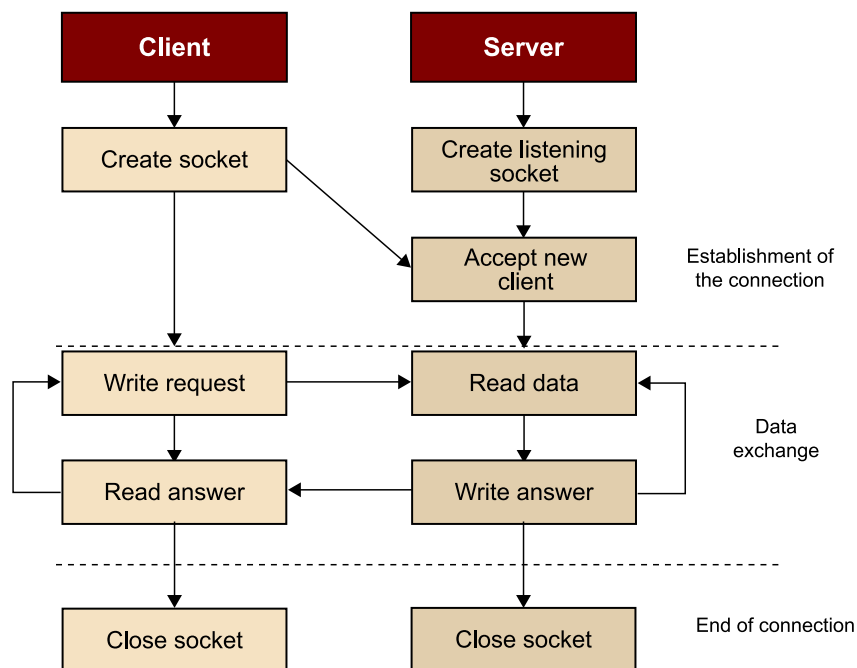 Client
Server
Create socket
Create listening
socket
Accept new
client
Establishment of
the connection
Write request
Read data
Data
exchange
Read answer
Write answer
Close socket
Close socket
End of connection